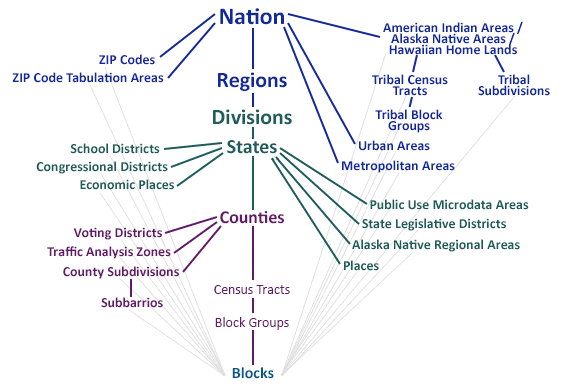 Nation
American Indian Areas /
Alaska Native Areas /
Hawaiian Home Lands
ZIP Codes
ZIP Code Tabulation Areas
Regions
Tribal Census
Tracts
Tribal
Subdivisions
Tribal Block
Groups
Divisions
States
Urban Areas
Metropolitan Areas
School Districts
Congressional Districts
Economic Places
Public Use Microdata Areas
State Legislative Districts
Alaska Native Regional Areas
Places
Counties
Voting Districts
Traffic Analysis Zones
County Subdivisions
Subbarrios
Census Tracts
Block Groups
Blocks